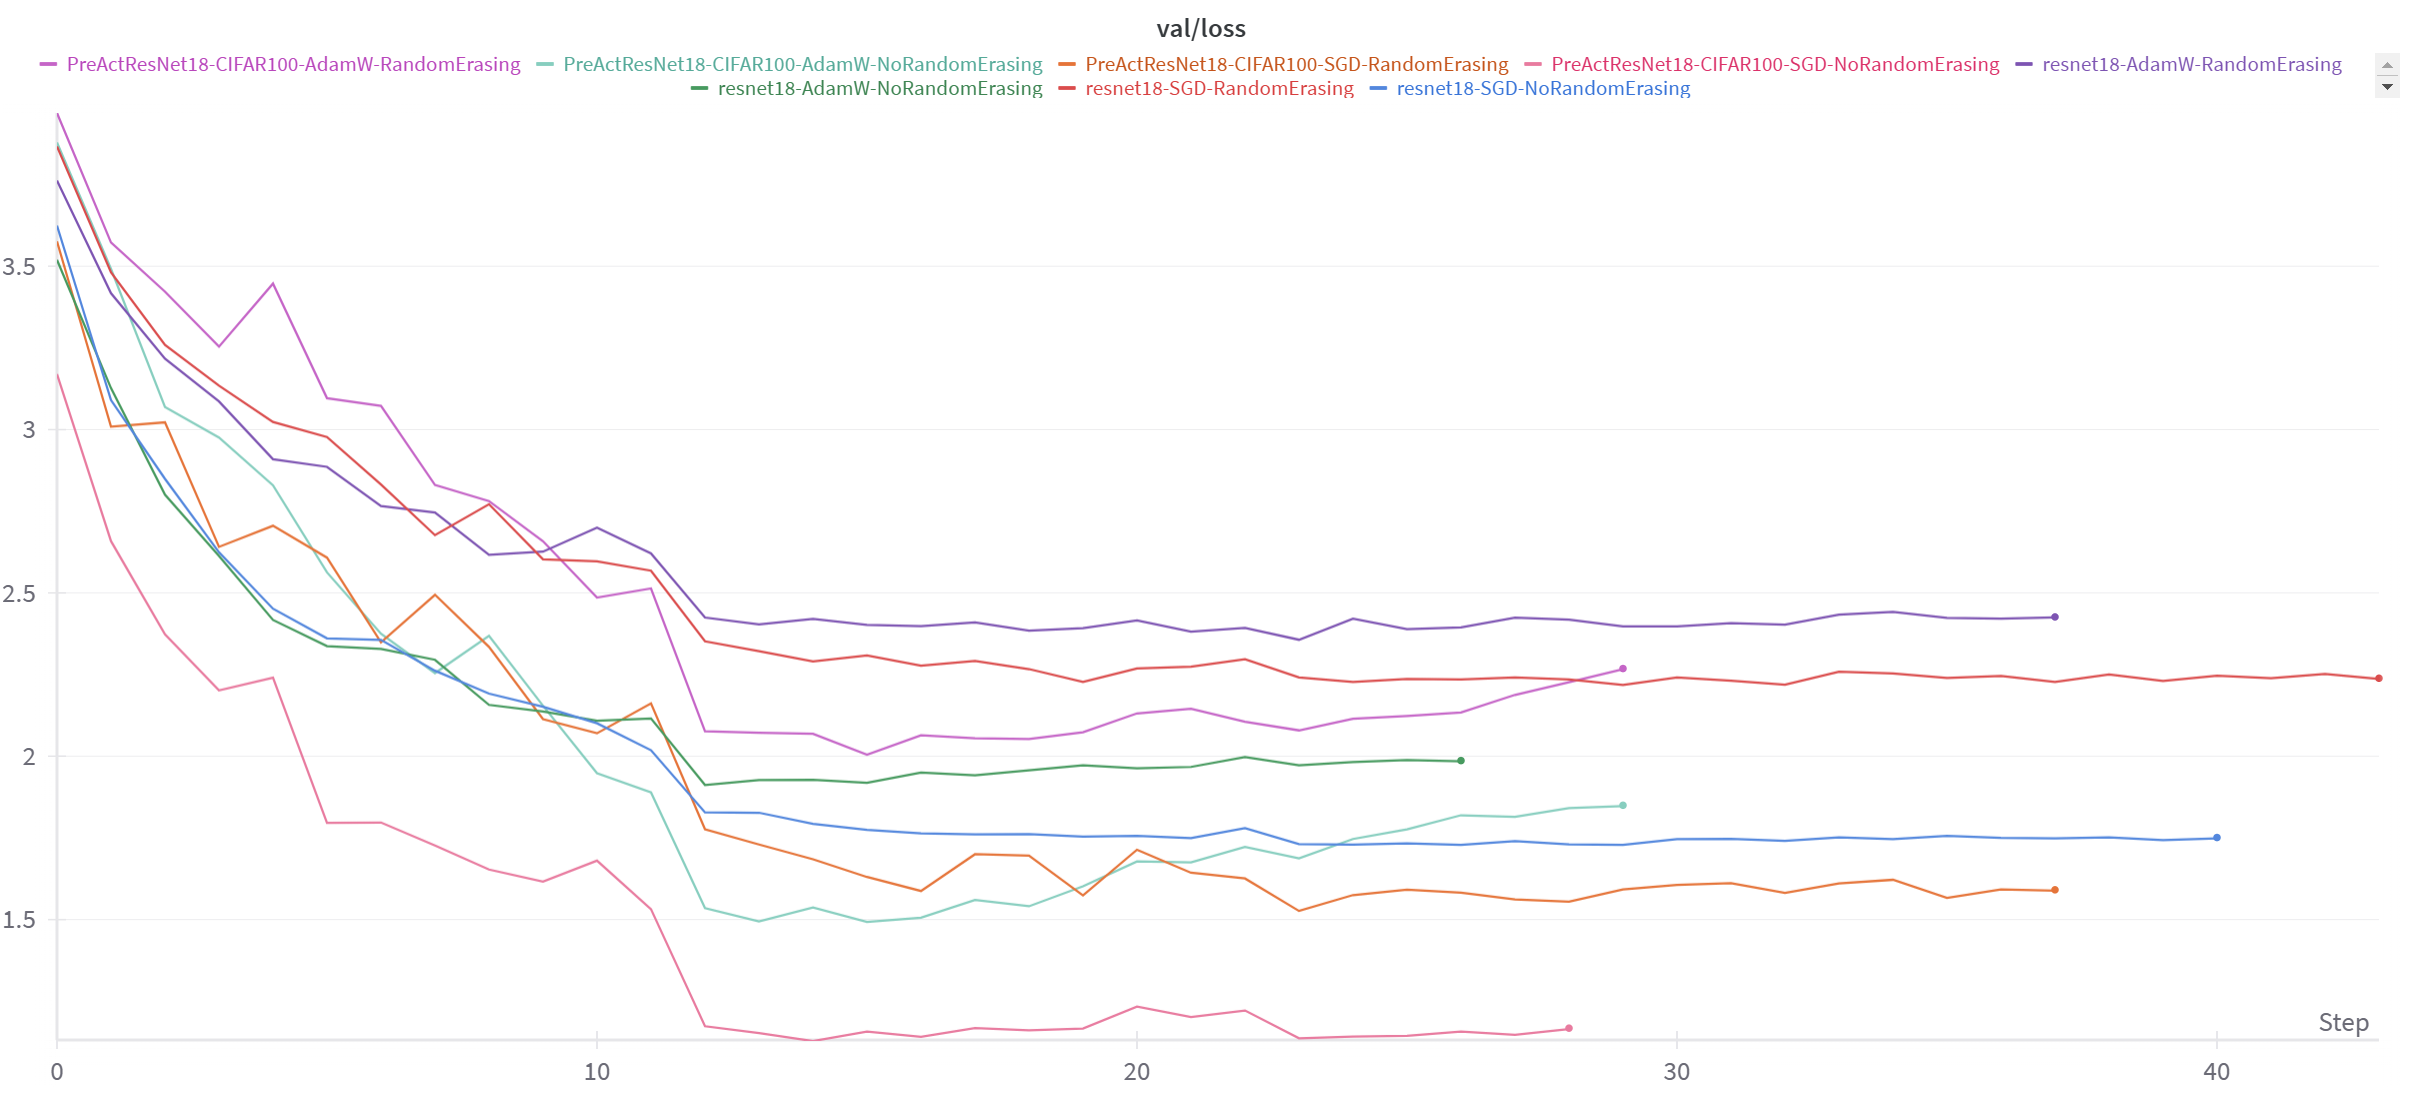 val/loss
PreActResNet18-CIFAR100-AdamW-RandomErasing PreActResNet18-CIFAR100-AdamW-NoRandomErasing PreActResNet18-CIFAR100-SGD-RandomErasing PreActResNet18-CIFAR100-SGD-NoRandomErasing resnet18-AdamW-RandomErasing
resnet18-AdamW-NoRandomErasing resnet18-SGD-RandomErasing resnet18-SGD-NoRandomErasing
3.5
3
2.5
2
1.5
Step
0 10 20 30 40